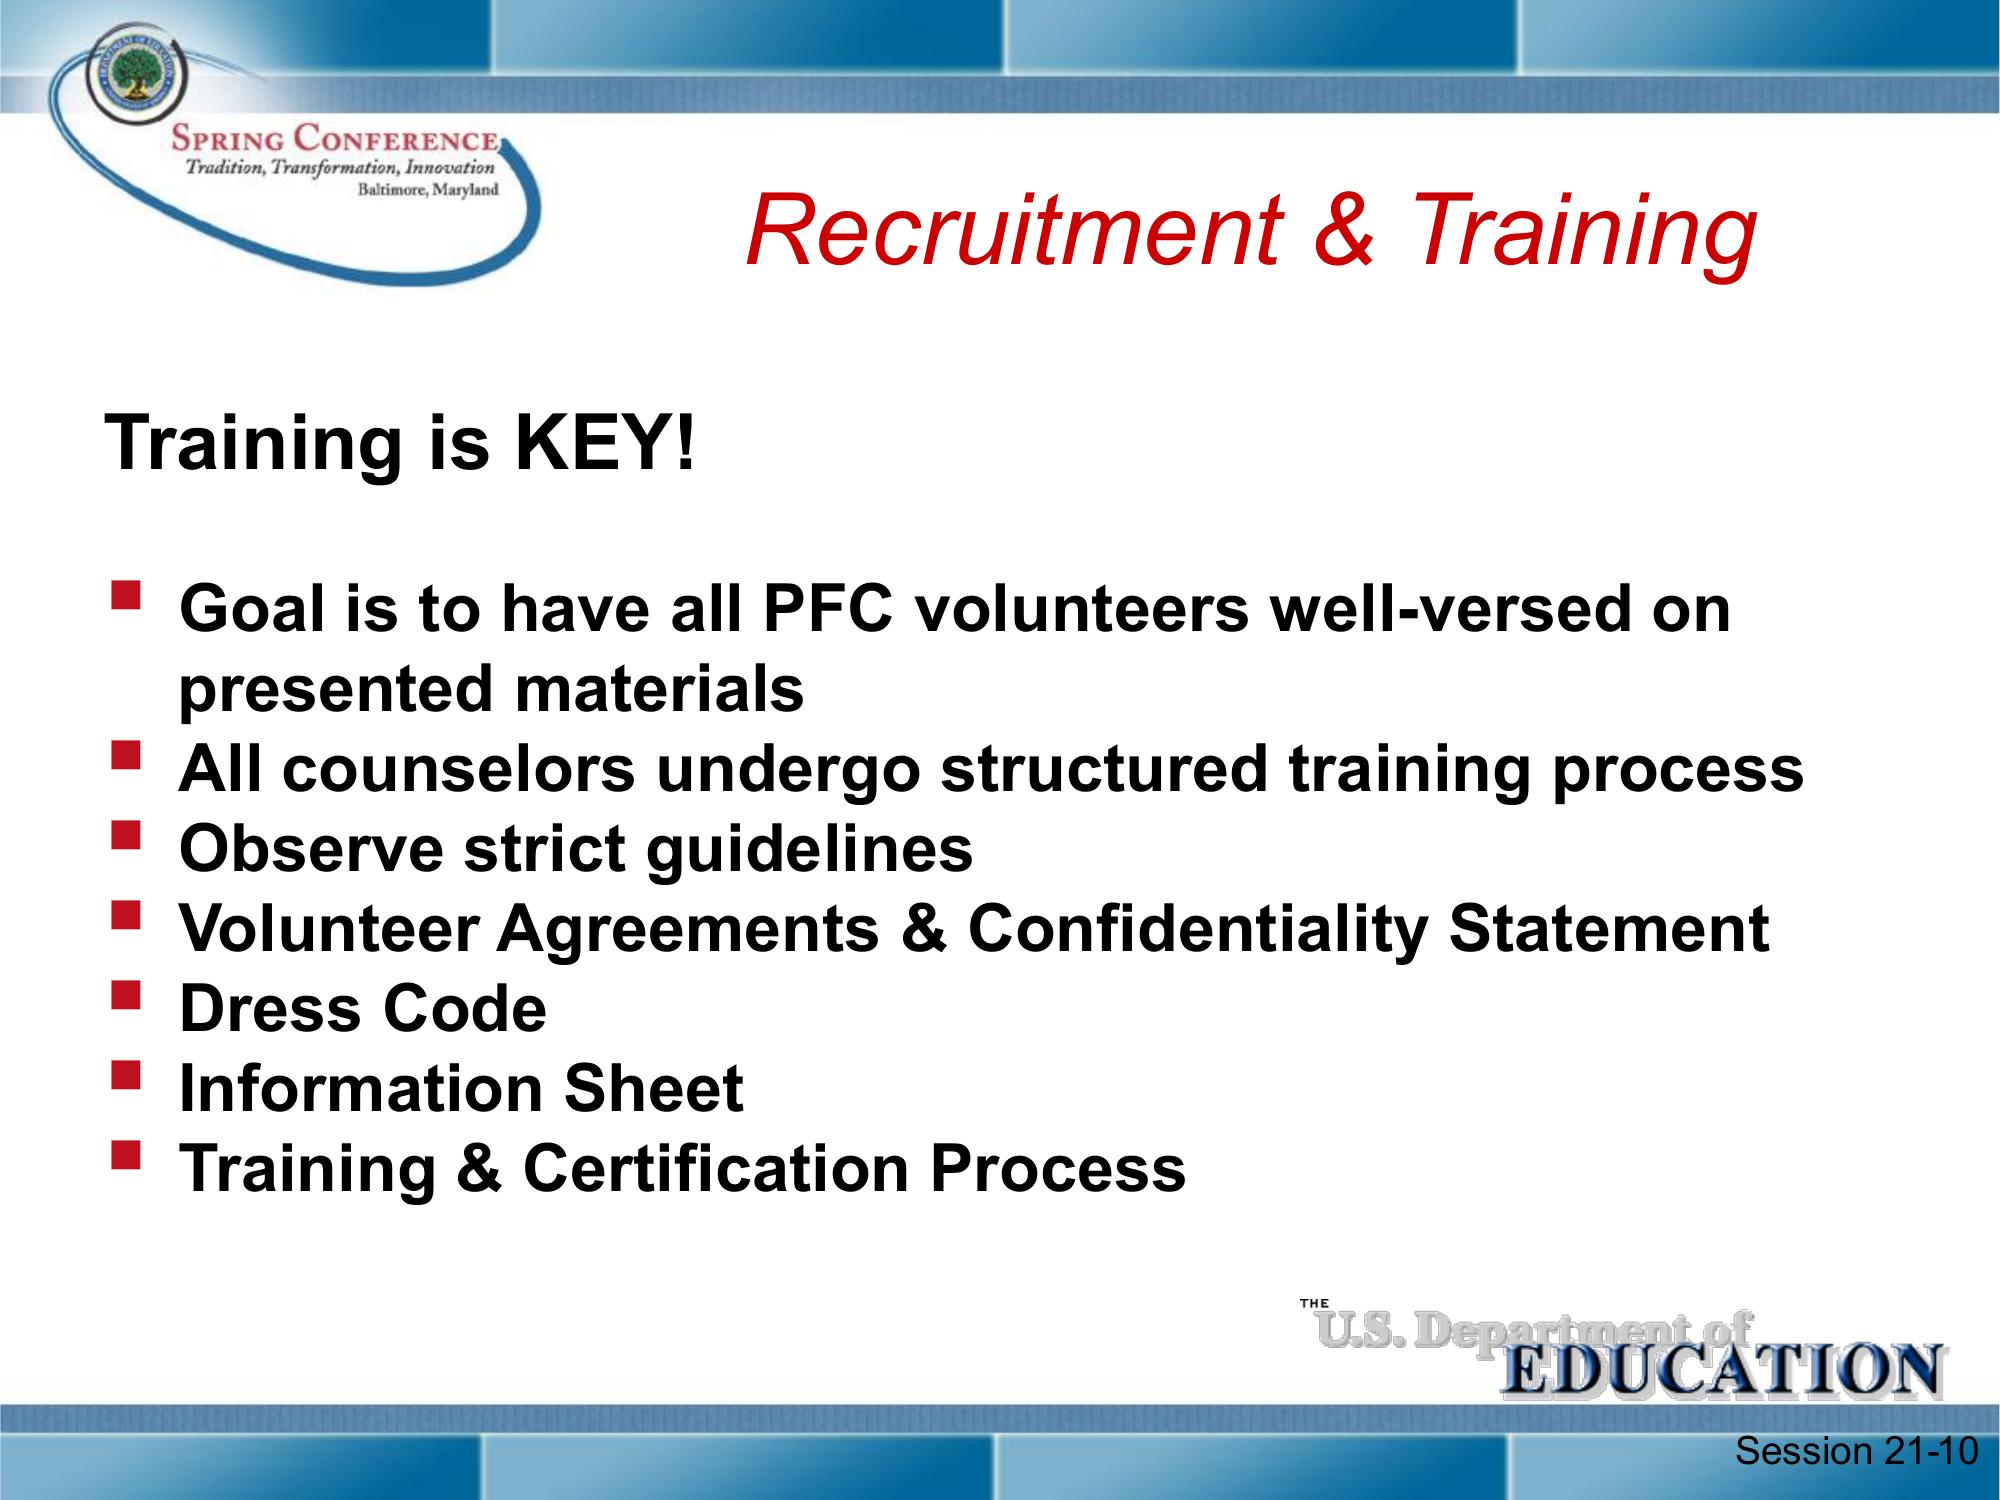 SPRING CONFERENCE
Tradition, Transformation, Innovation
Baltimore, Maryland
Recruitment & Training
Training is KEY!
Goal is to have all PFC volunteers well-versed on
presented materials
All counselors undergo structured training process
Observe strict guidelines
Volunteer Agreements & Confidentiality Statement
Dress Code
Information Sheet
Training & Certification Process
THE
U.S. Department of
EDUCATION
Session 21-10